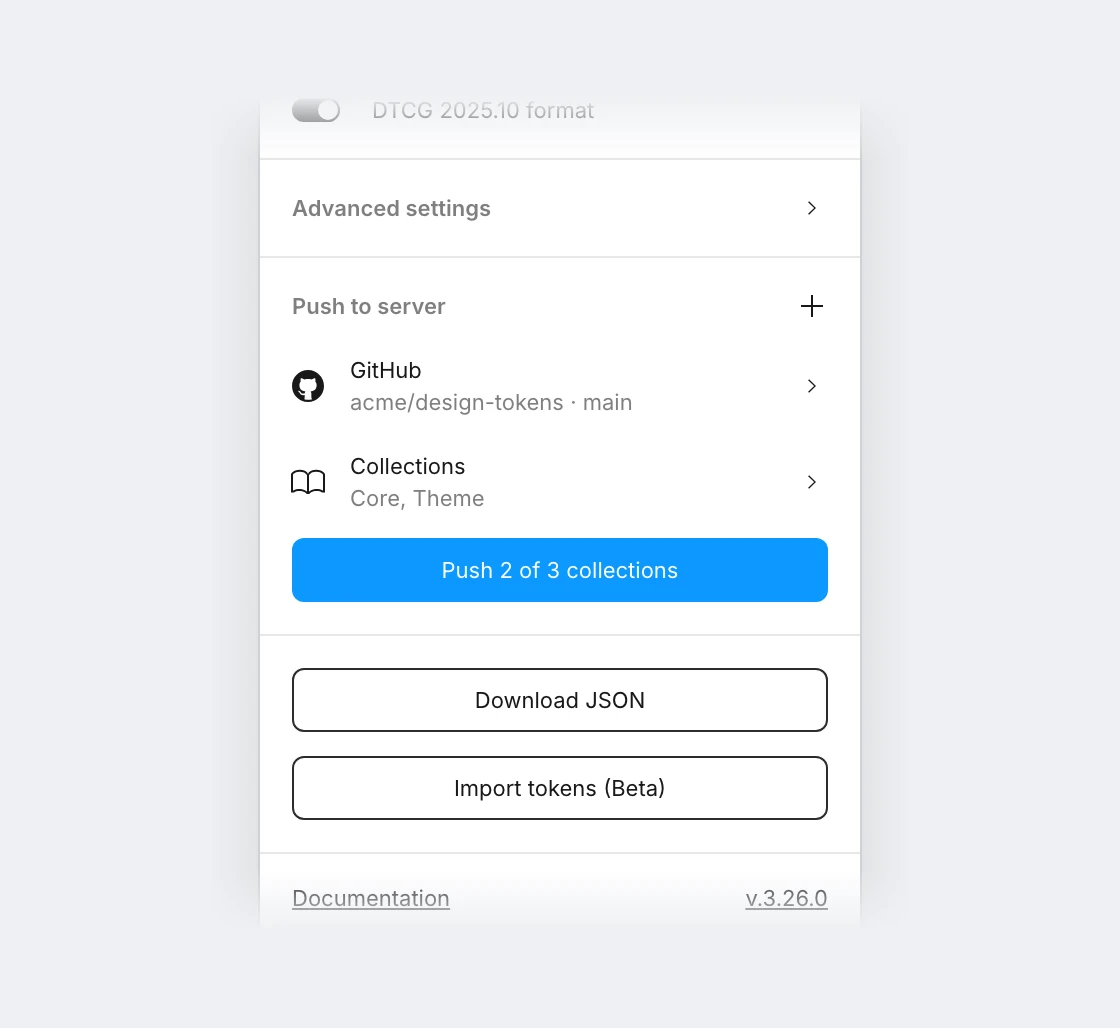 DTCG 2025.10 format
Advanced settings
Push to server
GitHub
acme/design-tokens · main
Collections
Core, Theme
Push 2 of 3 collections
Download JSON
Import tokens (Beta)
Documentation
v.3.26.0